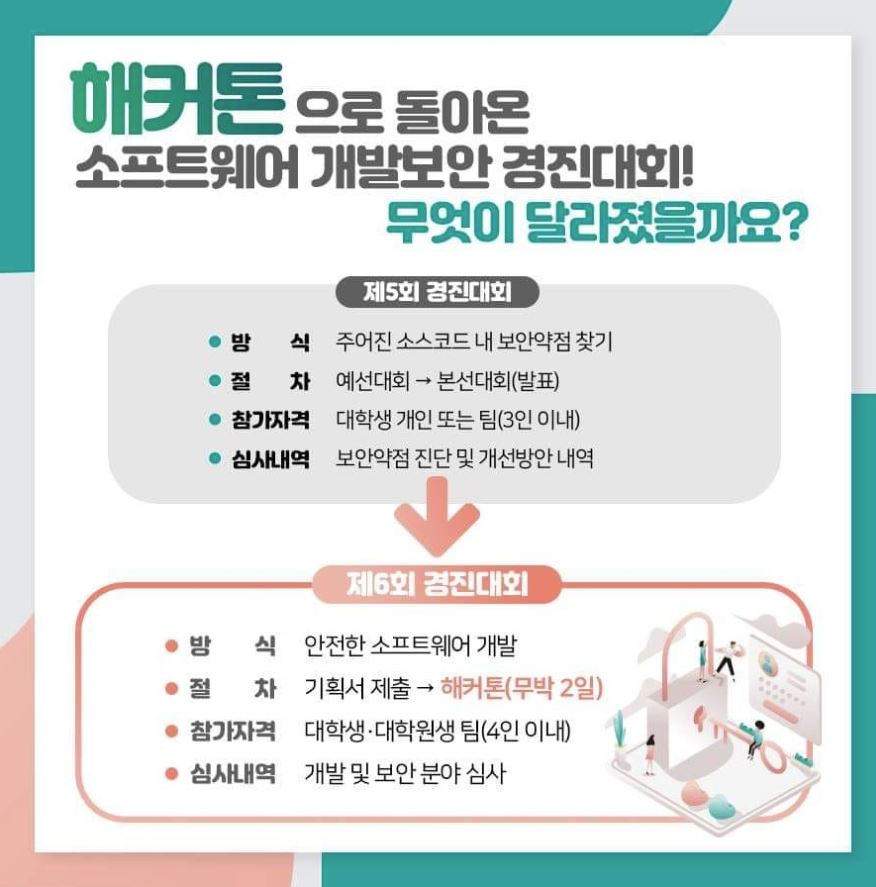 해커톤으로 돌아온
소프트웨어 개발보안 경진대회!
무엇이 달라졌을까요?
제5회 경진대회
방 식 주어진 소스코드 내 보안약점 찾기
절 차 예선대회 → 본선대회(발표)
참가자격 대학생 개인 또는 팀(3인 이내)
심사내역 보안약점 진단 및 개선방안 내역
제6회 경진대회
방 식 안전한 소프트웨어 개발
절 차 기획서 제출 → 해커톤(무박 2일)
참가자격 대학생·대학원생 팀(4인 이내)
심사내역 개발 및 보안 분야 심사